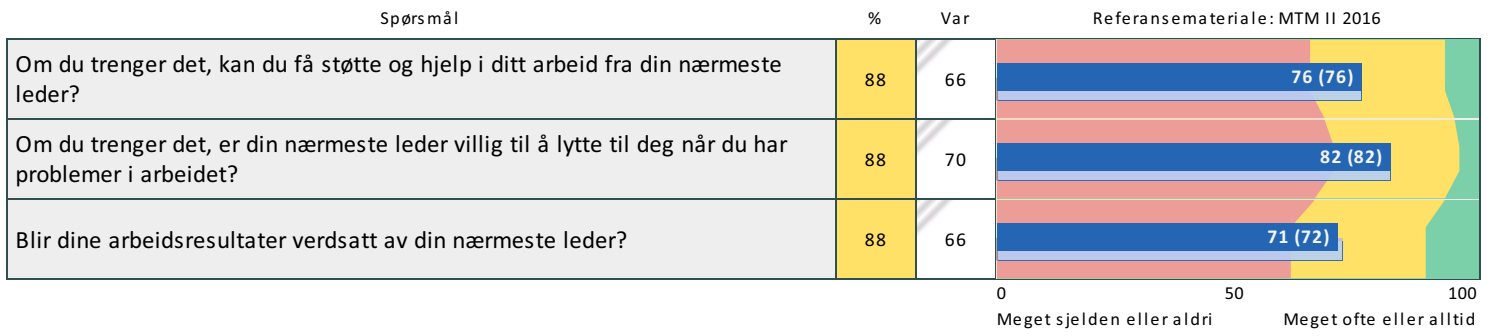 Spørsmål % Var Referansemateriale: MTM II 2016
Om du trenger det, kan du få støtte og hjelp i ditt arbeid fra din nærmeste
leder?
88 66 76 (76)
Om du trenger det, er din nærmeste leder villig til å lytte til deg når du har
problemer i arbeidet?
88 70 82 (82)
Blir dine arbeidsresultater verdsatt av din nærmeste leder? 88 66 71 (72)
0 50 100
Meget sjelden eller aldri Meget ofte eller alltid